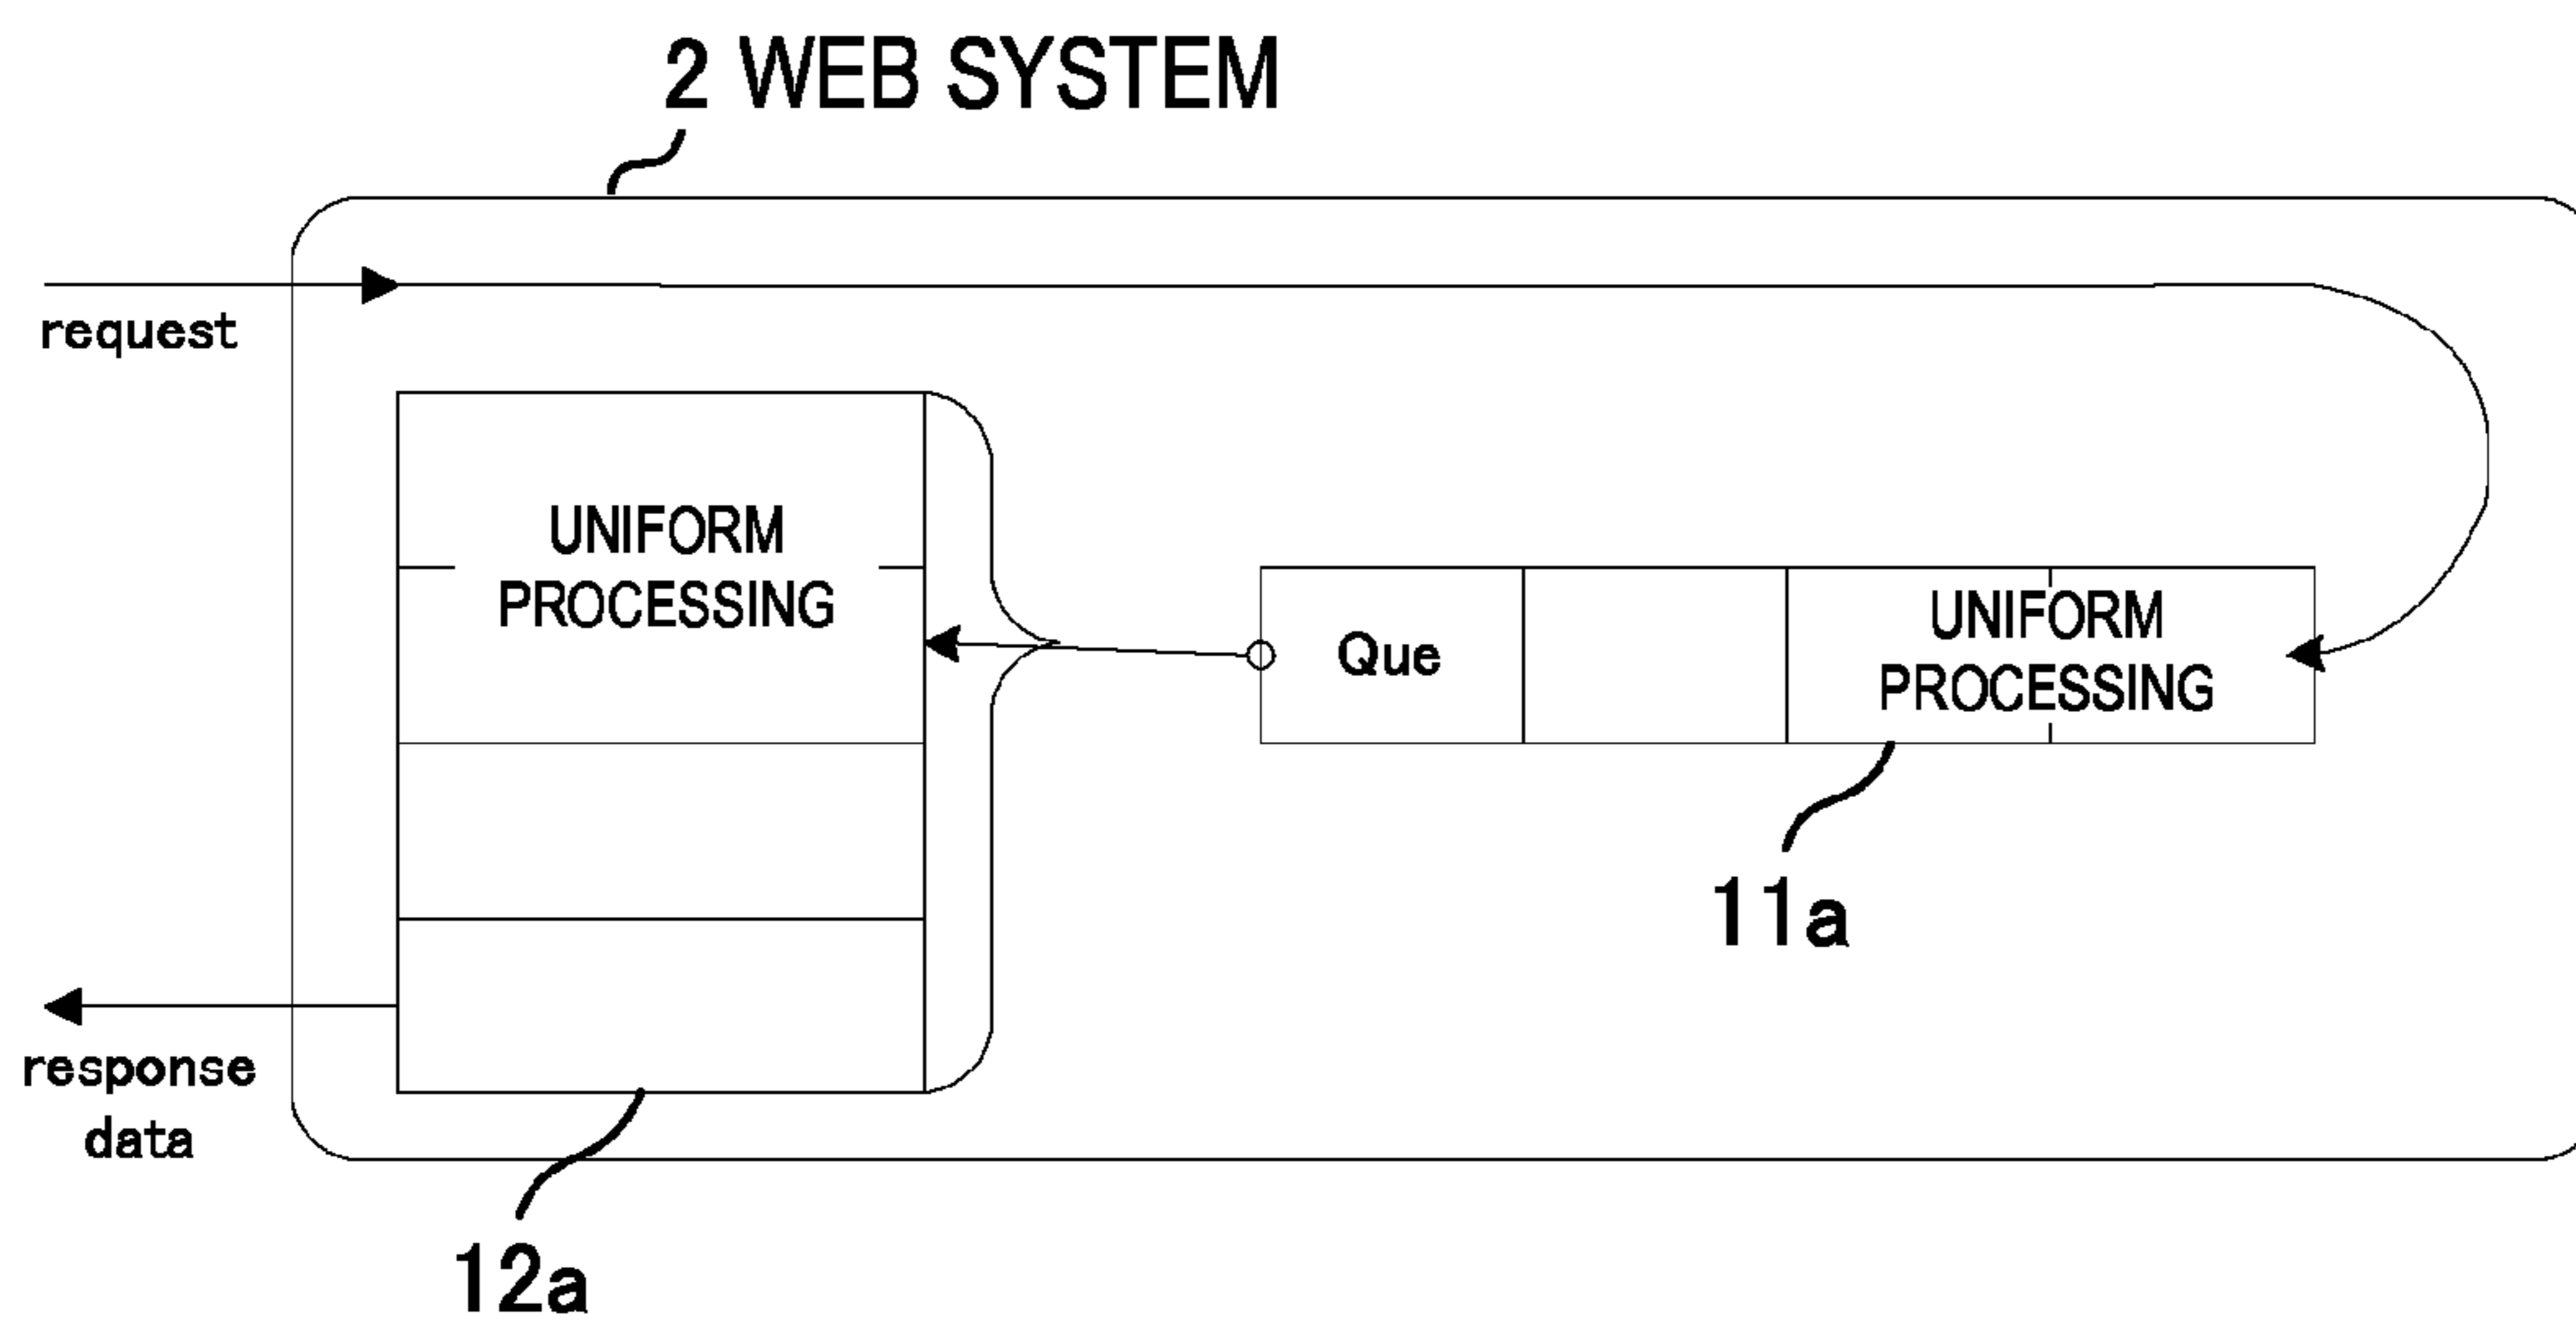 2 WEB SYSTEM
request
UNIFORM
PROCESSING
Que
UNIFORM
PROCESSING
11a
response
data
12a